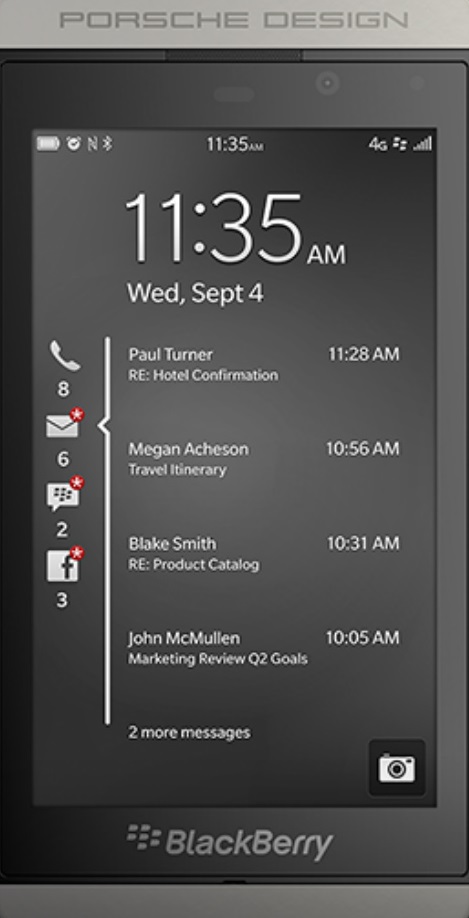 PORSCHE DESIGN
11:35AM 4G
11:35 AM
Wed, Sept 4
8
6
2
3
Paul Turner 11:28 AM
RE: Hotel Confirmation
Megan Acheson 10:56 AM
Travel Itinerary
Blake Smith 10:31 AM
RE: Product Catalog
John McMullen 10:05 AM
Marketing Review Q2 Goals
2 more messages
BlackBerry